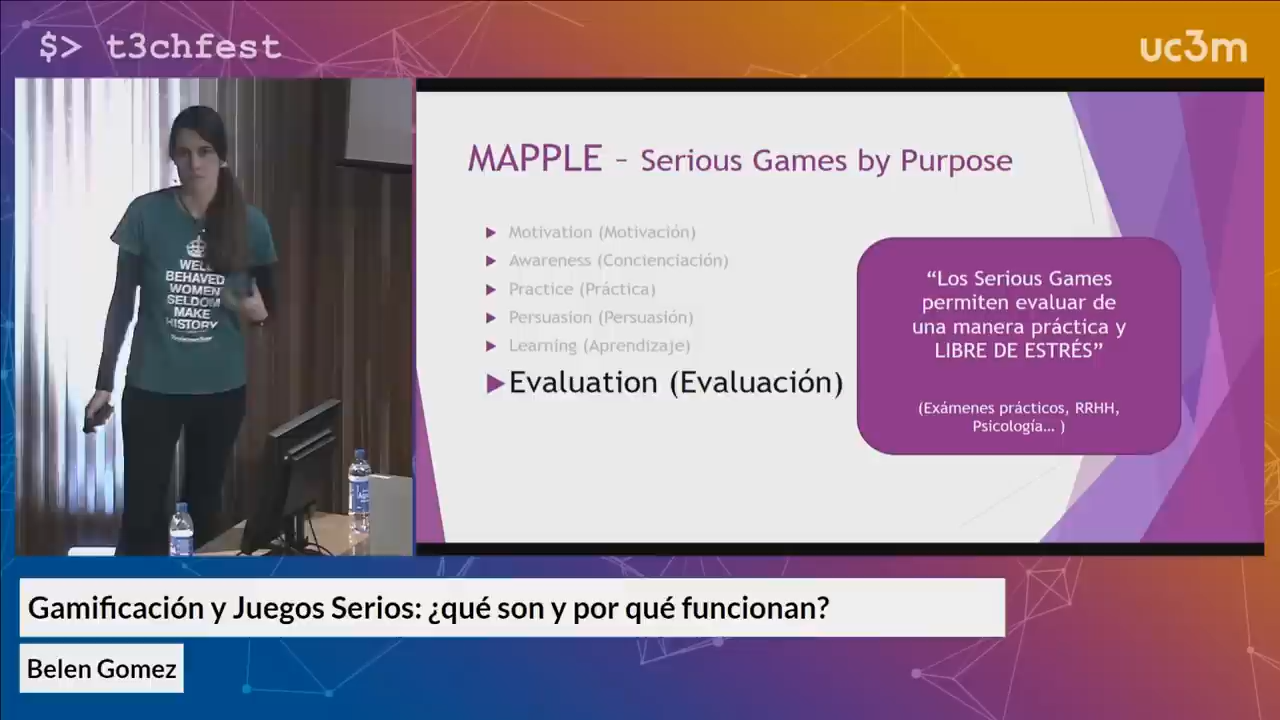 $> t3chfest
uc3m
WELL
BEHAVED
WOMEN
SELDOM
MAKE
HISTORY
MAPPLE – Serious Games by Purpose
Motivation (Motivación)
Awareness (Concienciación)
Practice (Práctica)
Persuasion (Persuasión)
Learning (Aprendizaje)
Evaluation (Evaluación)
“Los Serious Games
permiten evaluar de
una manera práctica y
LIBRE DE ESTRÉS”
(Exámenes prácticos, RRHH,
Psicología… )
Gamificación y Juegos Serios: ¿qué son y por qué funcionan?
Belen Gomez